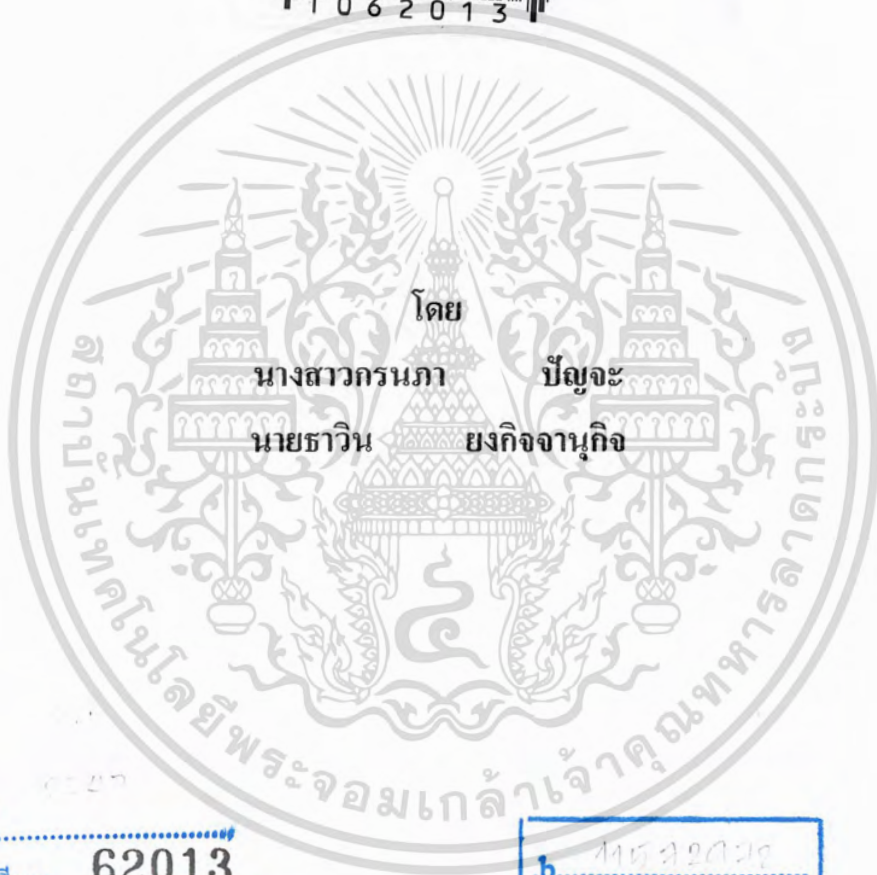 1062013
โดย
นางสาวกรนภา ปัญจะ
นายธาวิน ยงกิจจานุกิจ
สถาบันเทคโนโลยีพระจอมเกล้าเจ้าคุณทหารลาดกระบัง
62013
b